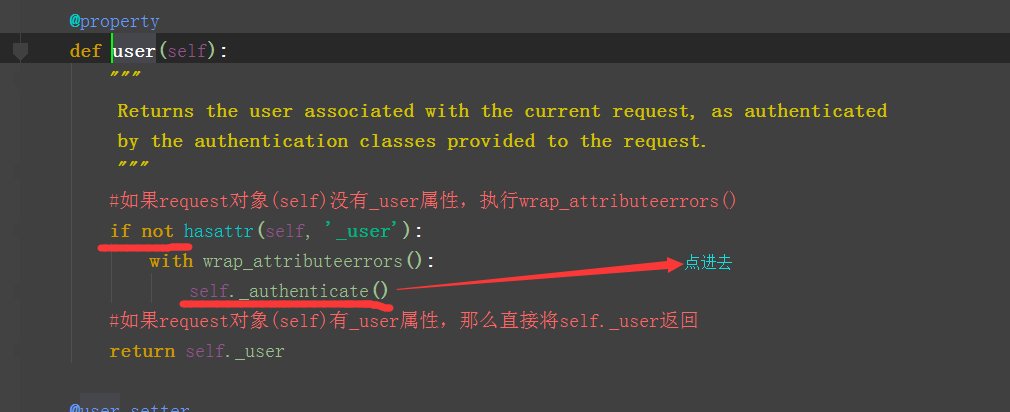 @property
def user(self):
"""
Returns the user associated with the current request, as authenticated
by the authentication classes provided to the request.
"""
#如果request对象(self)没有_user属性，执行wrap_attributeerrors()
if not hasattr(self, '_user'):
with wrap_attributeerrors():
self._authenticate()
点进去
#如果request对象(self)有_user属性，那么直接将self._user返回
return self._user
@user.setter